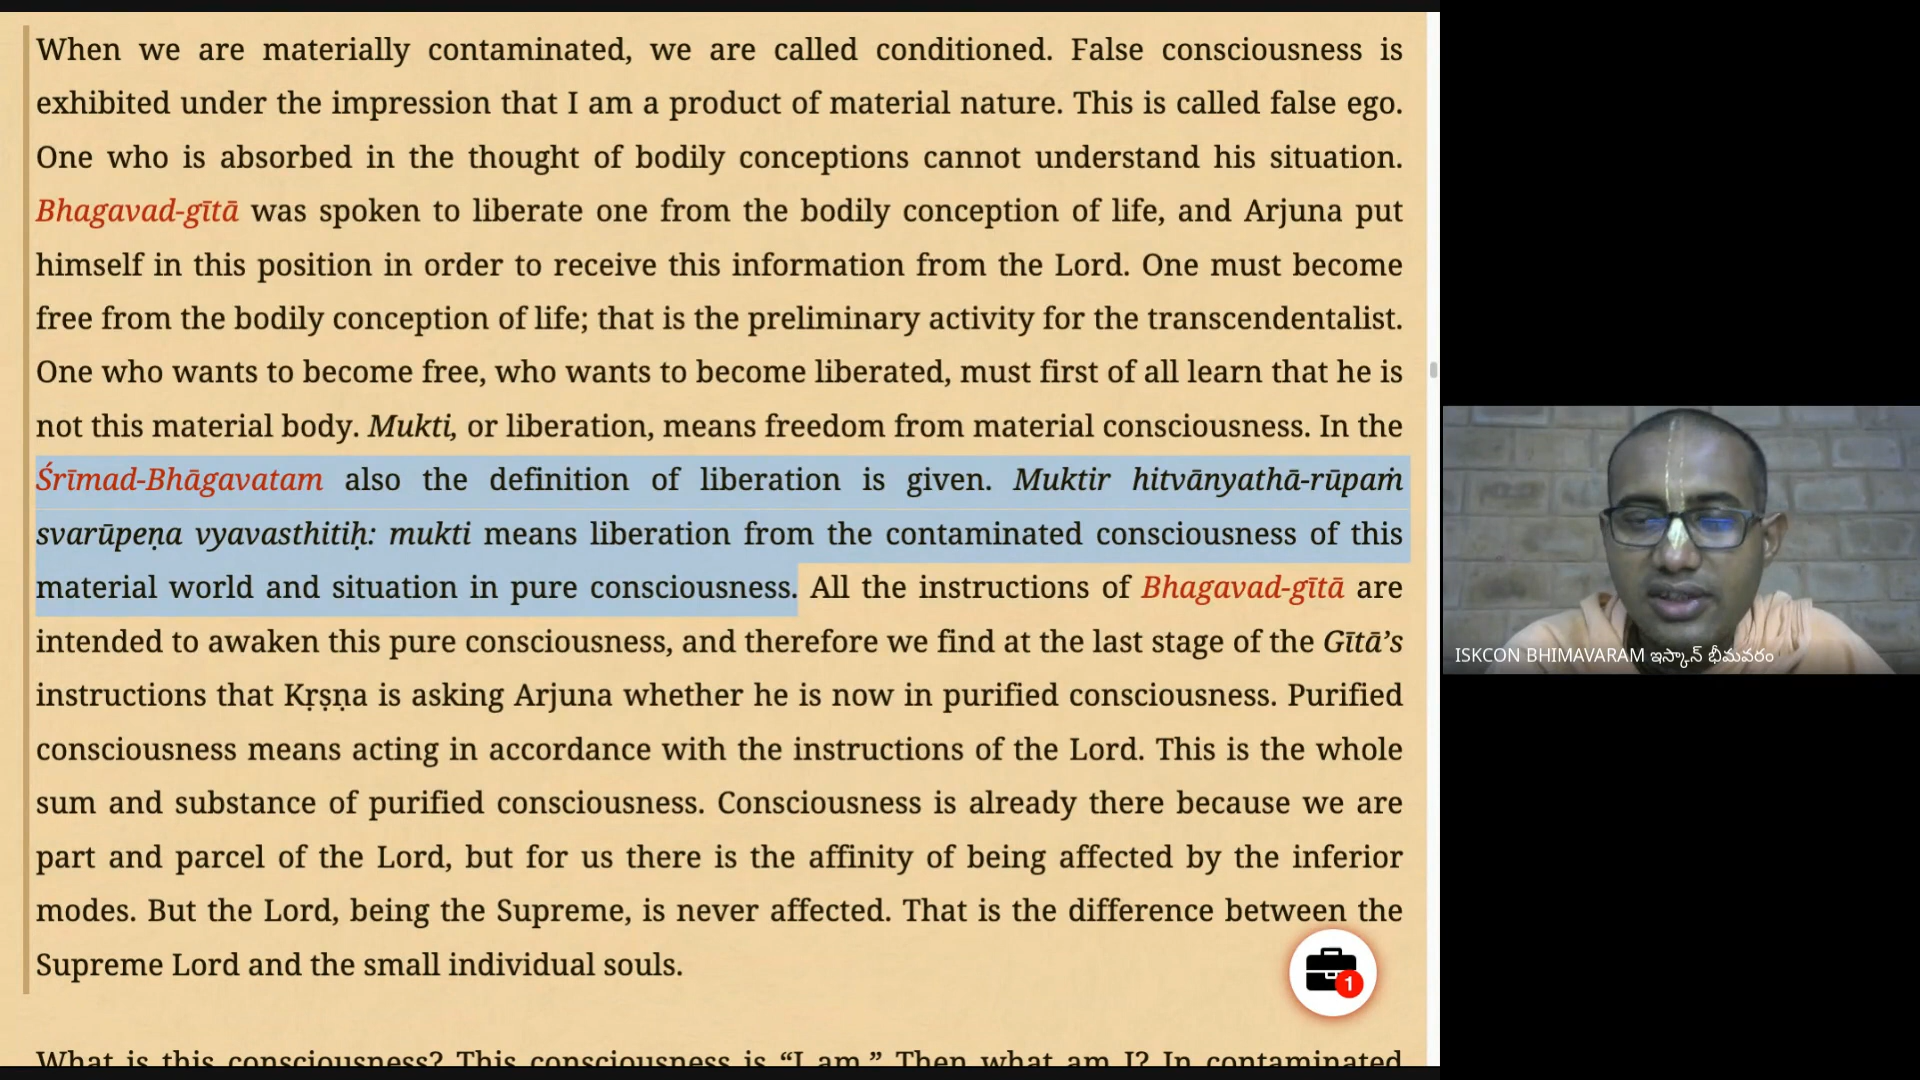 When we are materially contaminated, we are called conditioned. False consciousness is
exhibited under the impression that I am a product of material nature. This is called false ego.
One who is absorbed in the thought of bodily conceptions cannot understand his situation.
Bhagavad-gītā was spoken to liberate one from the bodily conception of life, and Arjuna put
himself in this position in order to receive this information from the Lord. One must become
free from the bodily conception of life; that is the preliminary activity for the transcendentalist.
One who wants to become free, who wants to become liberated, must first of all learn that he is
not this material body. Mukti, or liberation, means freedom from material consciousness. In the
Śrīmad-Bhāgavatam also the definition of liberation is given. Muktir hitvānyathā-rūpaṁ
svarūpeṇa vyavasthitiḥ: mukti means liberation from the contaminated consciousness of this
material world and situation in pure consciousness. All the instructions of Bhagavad-gītā are
intended to awaken this pure consciousness, and therefore we find at the last stage of the Gītā’s
instructions that Kṛṣṇa is asking Arjuna whether he is now in purified consciousness. Purified
consciousness means acting in accordance with the instructions of the Lord. This is the whole
sum and substance of purified consciousness. Consciousness is already there because we are
part and parcel of the Lord, but for us there is the affinity of being affected by the inferior
modes. But the Lord, being the Supreme, is never affected. That is the difference between the
Supreme Lord and the small individual souls.
1
What is this consciousness? This consciousness is “I am.” Then what am I? In contaminated
ISKCON BHIMAVARAM ఇస్కాన్ భీమవరం